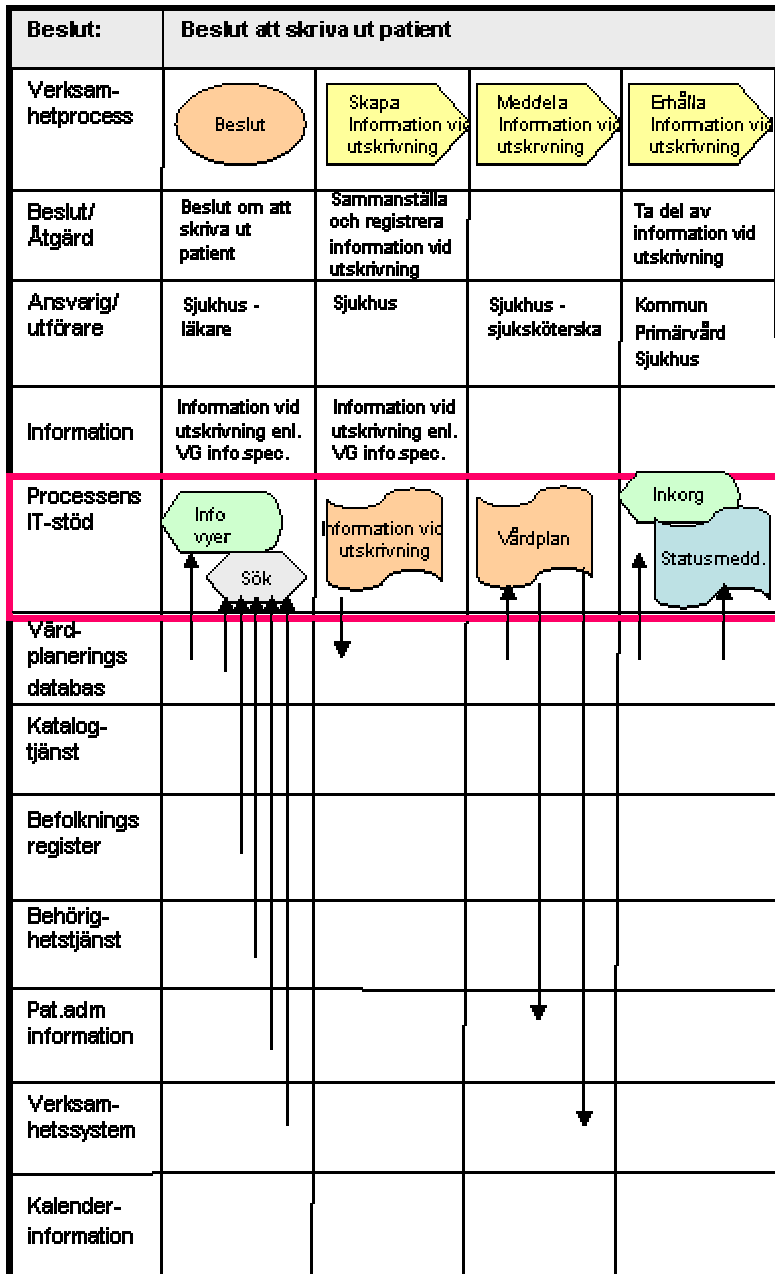 Beslut:
Beslut att skriva ut patient
Verksam-
hetprocess
Beslut
Skapa
Information vid
utskrivning
Meddela
Information vid
utskrvning
Erhålla
Information vid
utskrivning
Beslut/
Åtgärd
Beslut om att
skriva ut
patient
Sammanställa
och registrera
information vid
utskrivning
Ta del av
information vid
utskrivning
Ansvarig/
utförare
Sjukhus -
läkare
Sjukhus
Sjukhus -
sjuksköterska
Kommun
Primärvård
Sjukhus
Information
Information vid
utskrivning enl.
VG info.spec.
Information vid
utskrivning enl.
VG info.spec.
Processens
IT-stöd
Info
vyer
Sök
Information vid
utskrivning
Vårdplan
Inkorg
Statusmedd.
Vård-
planerings
databas
Katalog-
tjänst
Befolknings
register
Behörig-
hetstjänst
Pat.adm
information
Verksam-
hetssystem
Kalender-
information